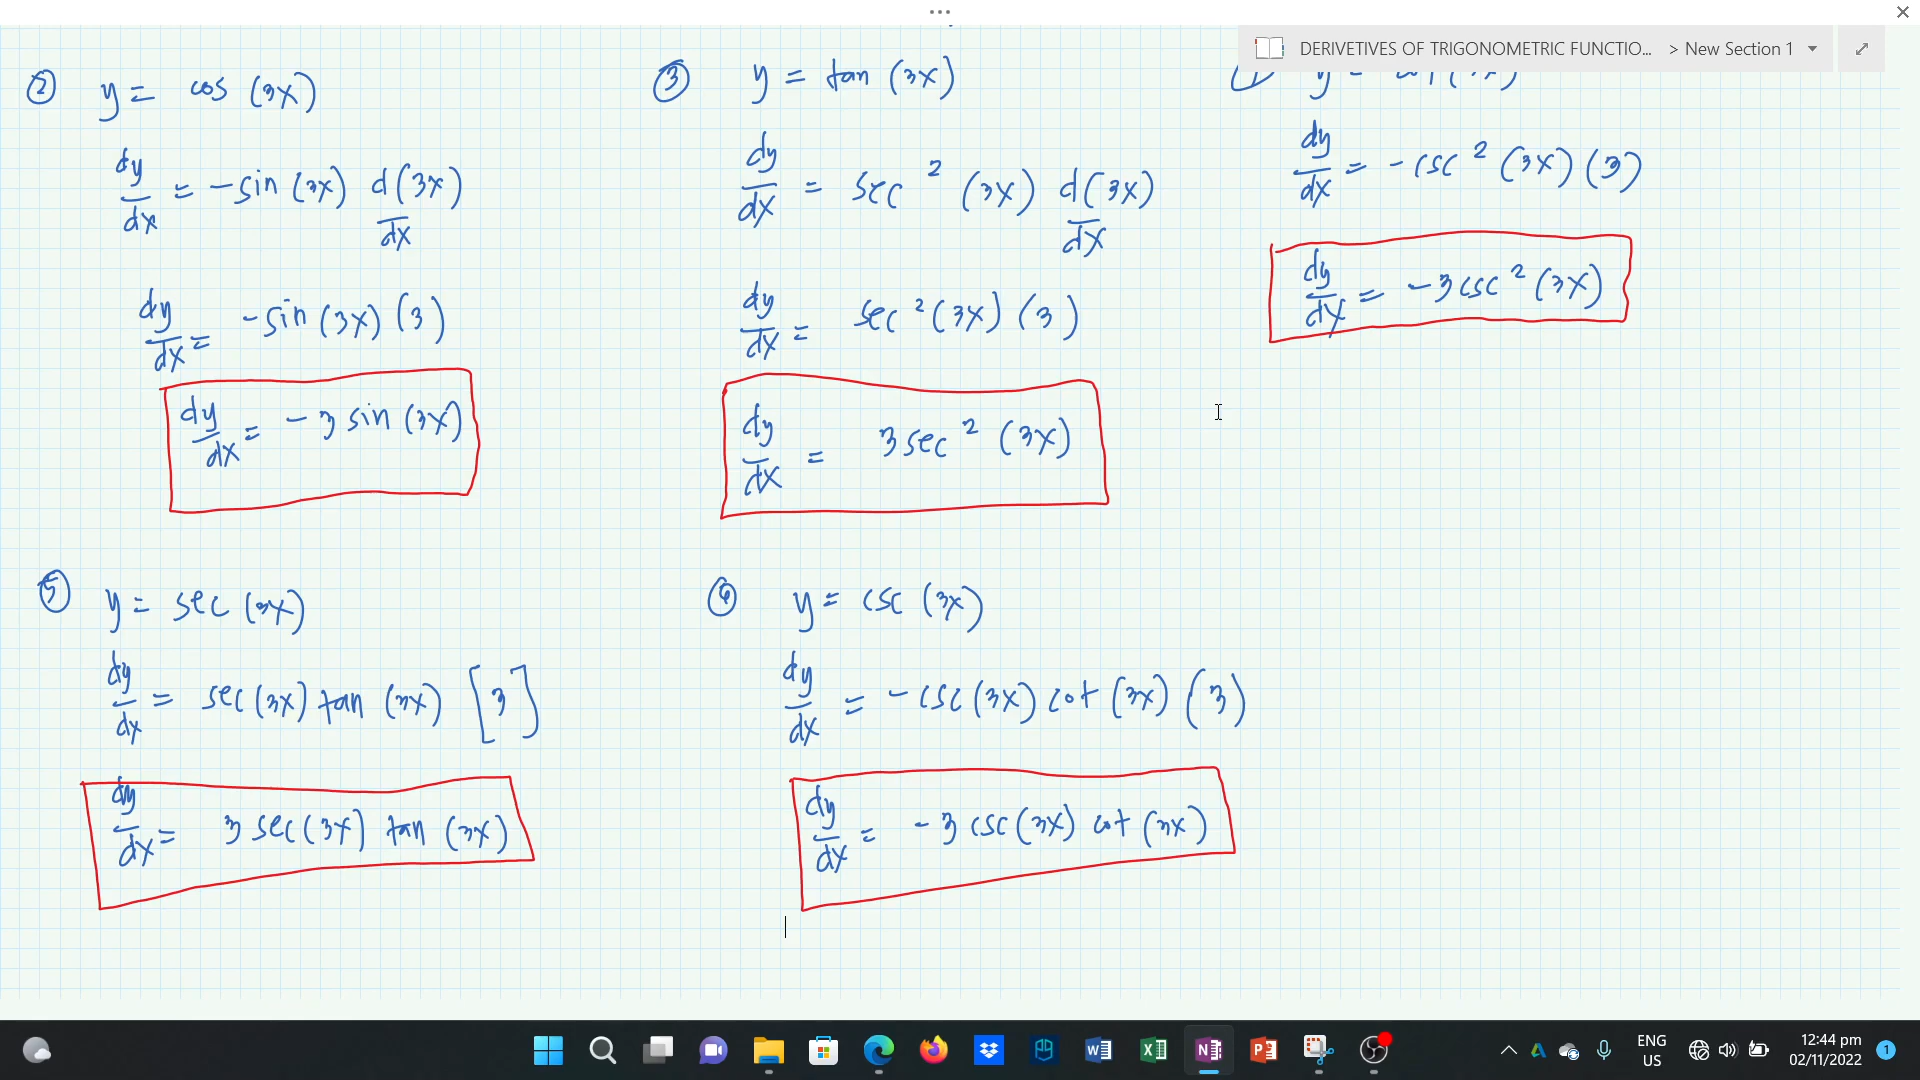 DERIVETIVES OF TRIGONOMETRIC FUNCTIO... > New Section 1
② y = cos (3x)
dy/dx = -sin (3x) d(3x)/dx
dy/dx = -sin (3x) (3)
dy/dx = -3 sin (3x)
③ y = tan (3x)
dy/dx = sec² (3x) d(3x)/dx
dy/dx = sec² (3x) (3)
dy/dx = 3 sec² (3x)
dy/dx = -csc² (3x) (3)
dy/dx = -3 csc² (3x)
⑤ y = sec (3x)
dy/dx = sec (3x) tan (3x) [3]
dy/dx = 3 sec (3x) tan (3x)
⑥ y = csc (3x)
dy/dx = -csc (3x) cot (3x) (3)
dy/dx = -3 csc (3x) cot (3x)
ENG
US
12:44 pm
02/11/2022
1